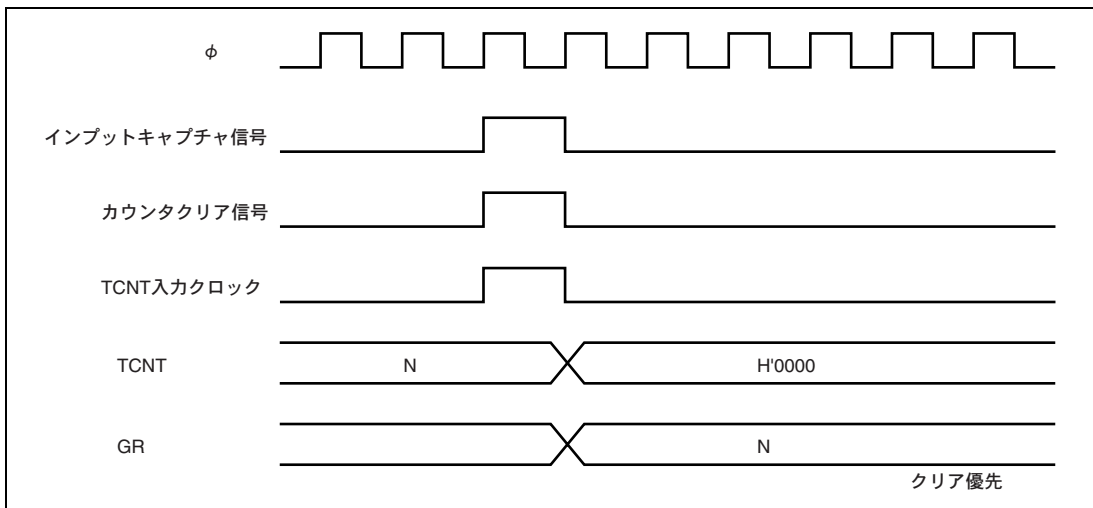 φ
インプットキャプチャ信号
カウンタクリア信号
TCNT入力クロック
TCNT N H'0000
GR N
クリア優先